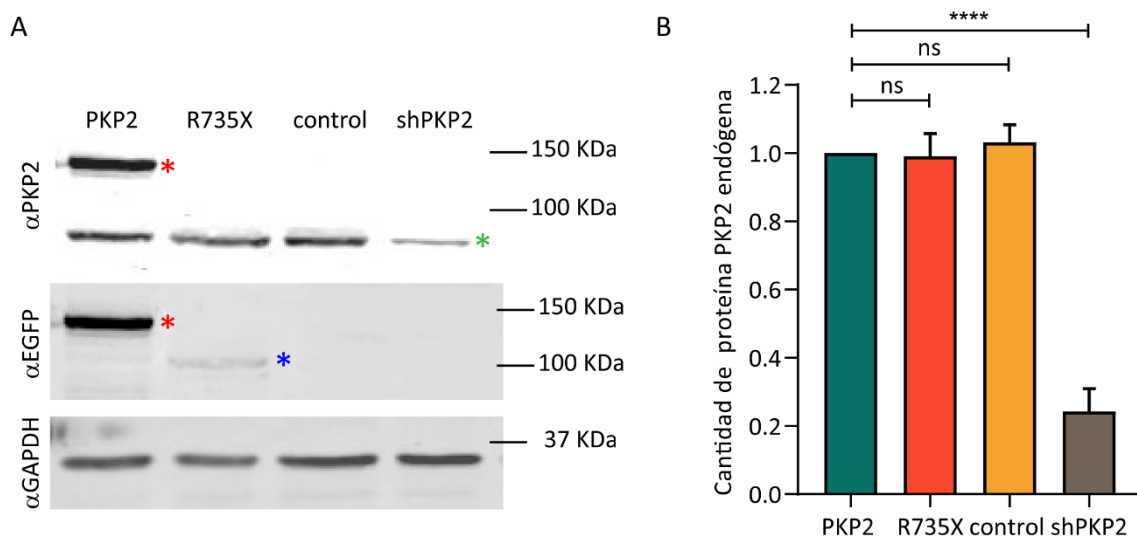 A
PKP2 R735X control shPKP2
αPKP2
* 150 KDa
100 KDa
*
αEGFP
150 KDa
*
* 100 KDa
αGAPDH
37 KDa
B
****
ns
ns
Cantidad de proteína PKP2 endógena
1.2
1.0
0.8
0.6
0.4
0.2
0.0
PKP2 R735X control shPKP2